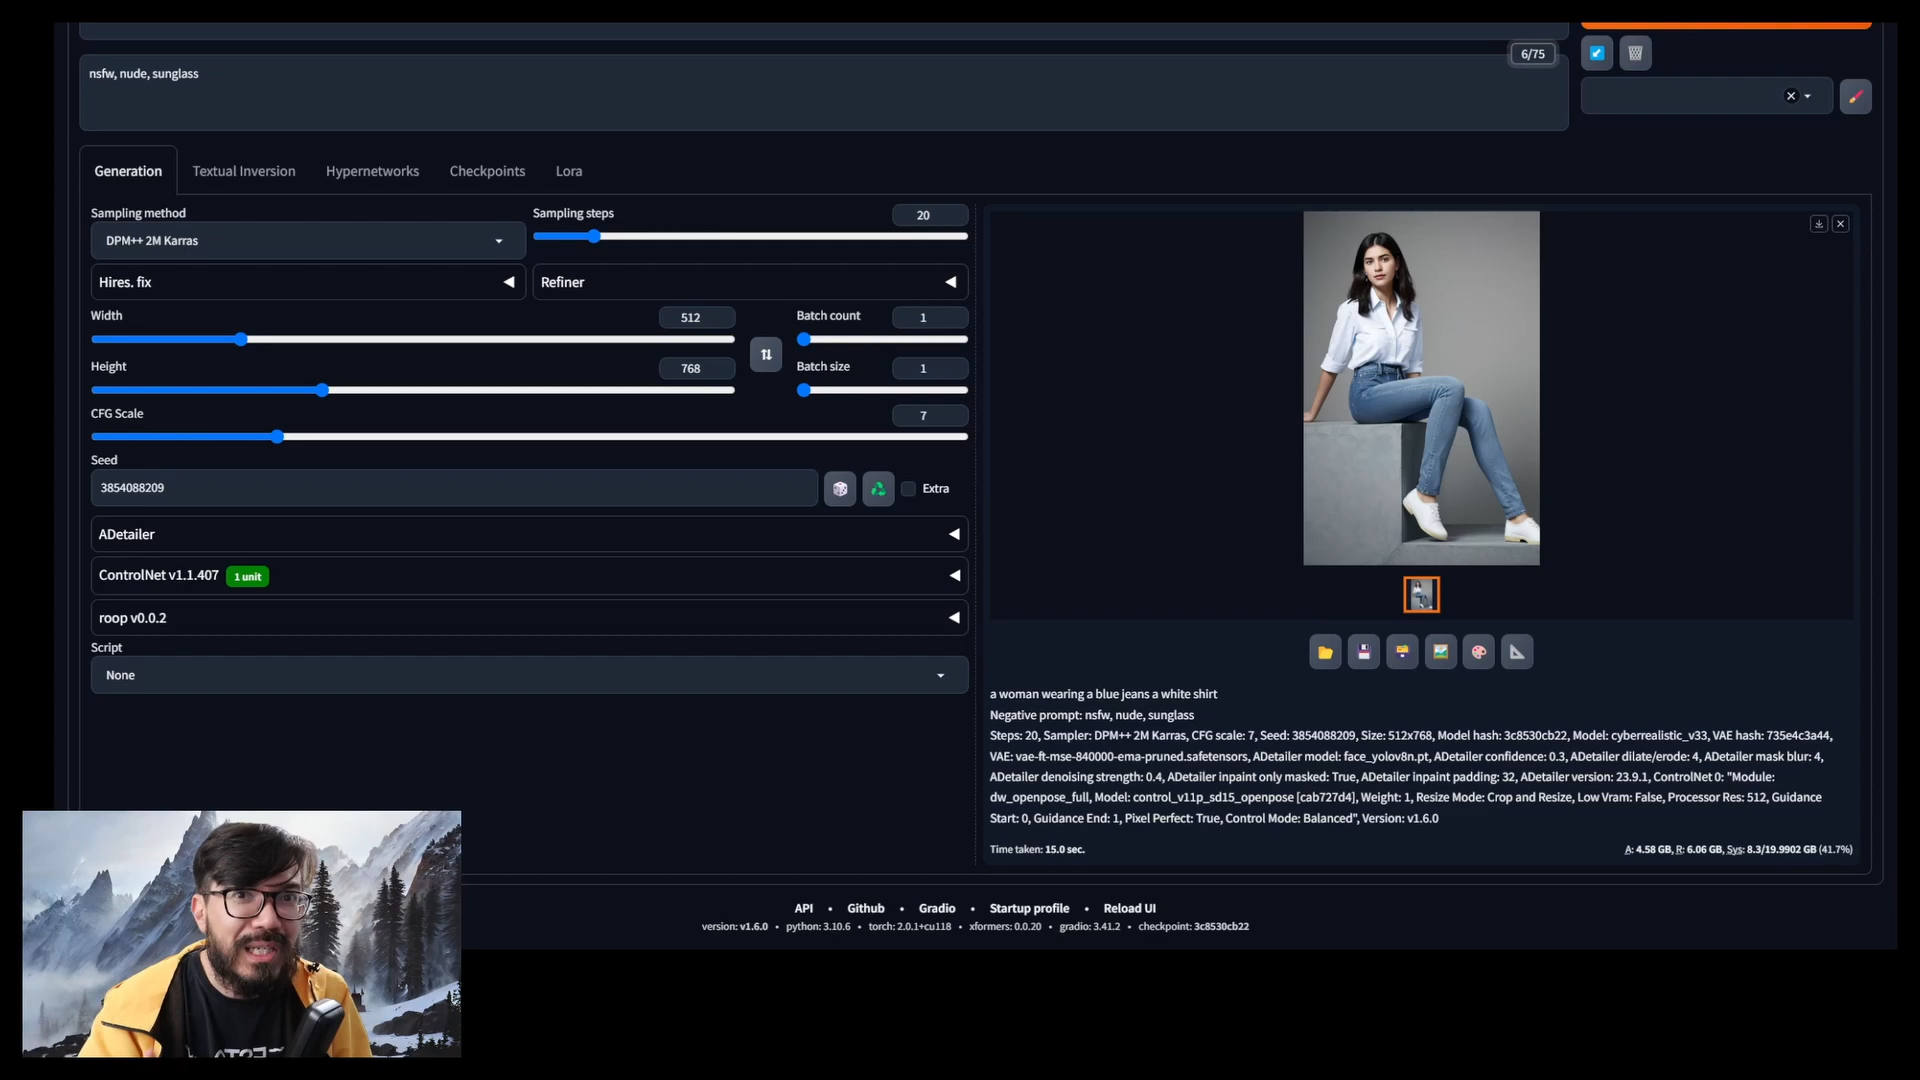 6/75
nsfw, nude, sunglass
Generation
Textual Inversion
Hypernetworks
Checkpoints
Lora
Sampling method
DPM++ 2M Karras
Sampling steps
20
Hires. fix
Refiner
Width
512
Batch count
1
Height
768
Batch size
1
CFG Scale
7
Seed
3854088209
Extra
ADetailer
ControlNet v1.1.407 1 unit
roop v0.0.2
Script
None
a woman wearing a blue jeans a white shirt
Negative prompt: nsfw, nude, sunglass
Steps: 20, Sampler: DPM++ 2M Karras, CFG scale: 7, Seed: 3854088209, Size: 512x768, Model hash: 3c8530cb22, Model: cyberrealistic_v33, VAE hash: 735e4c3a44,
VAE: vae-ft-mse-840000-ema-pruned.safetensors, ADetailer model: face_yolov8n.pt, ADetailer confidence: 0.3, ADetailer dilate/erode: 4, ADetailer mask blur: 4,
ADetailer denoising strength: 0.4, ADetailer inpaint only masked: True, ADetailer inpaint padding: 32, ADetailer version: 23.9.1, ControlNet 0: "Module:
dw_openpose_full, Model: control_v11p_sd15_openpose [cab727d4], Weight: 1, Resize Mode: Crop and Resize, Low Vram: False, Processor Res: 512, Guidance
Start: 0, Guidance End: 1, Pixel Perfect: True, Control Mode: Balanced", Version: v1.6.0
Time taken: 15.0 sec.
A: 4.58 GB, R: 6.06 GB, Sys: 8.3/19.9902 GB (41.7%)
API • Github • Gradio • Startup profile • Reload UI
version: v1.6.0 • python: 3.10.6 • torch: 2.0.1+cu118 • xformers: 0.0.20 • gradio: 3.41.2 • checkpoint: 3c8530cb22